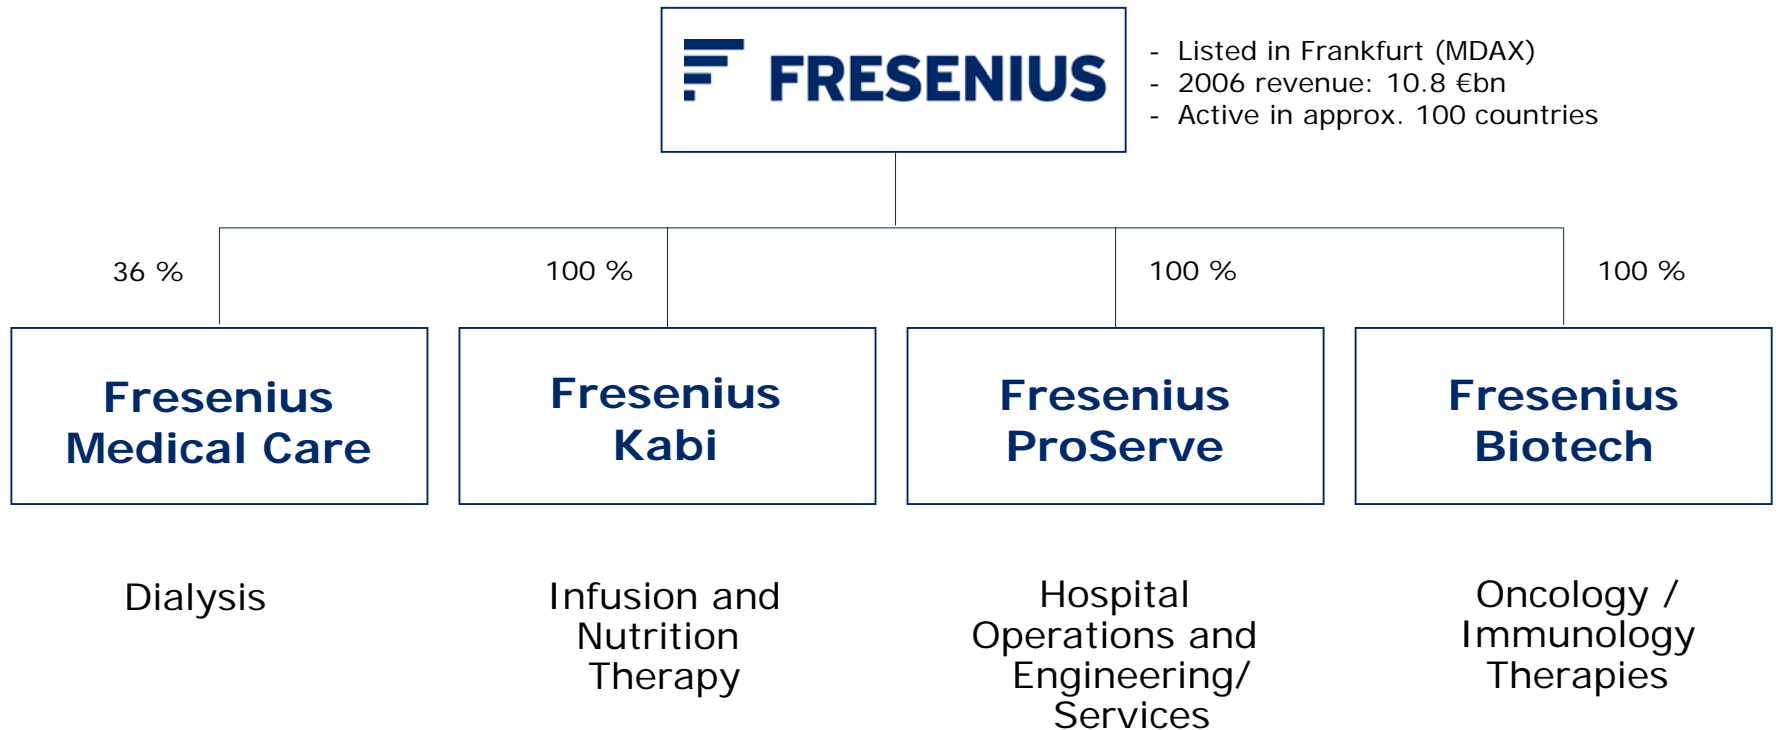 FRESENIUS
- Listed in Frankfurt (MDAX)
- 2006 revenue: 10.8 €bn
- Active in approx. 100 countries
36 %
100 %
100 %
100 %
Fresenius
Medical Care
Fresenius
Kabi
Fresenius
ProServe
Fresenius
Biotech
Dialysis
Infusion and
Nutrition
Therapy
Hospital
Operations and
Engineering/
Services
Oncology /
Immunology
Therapies